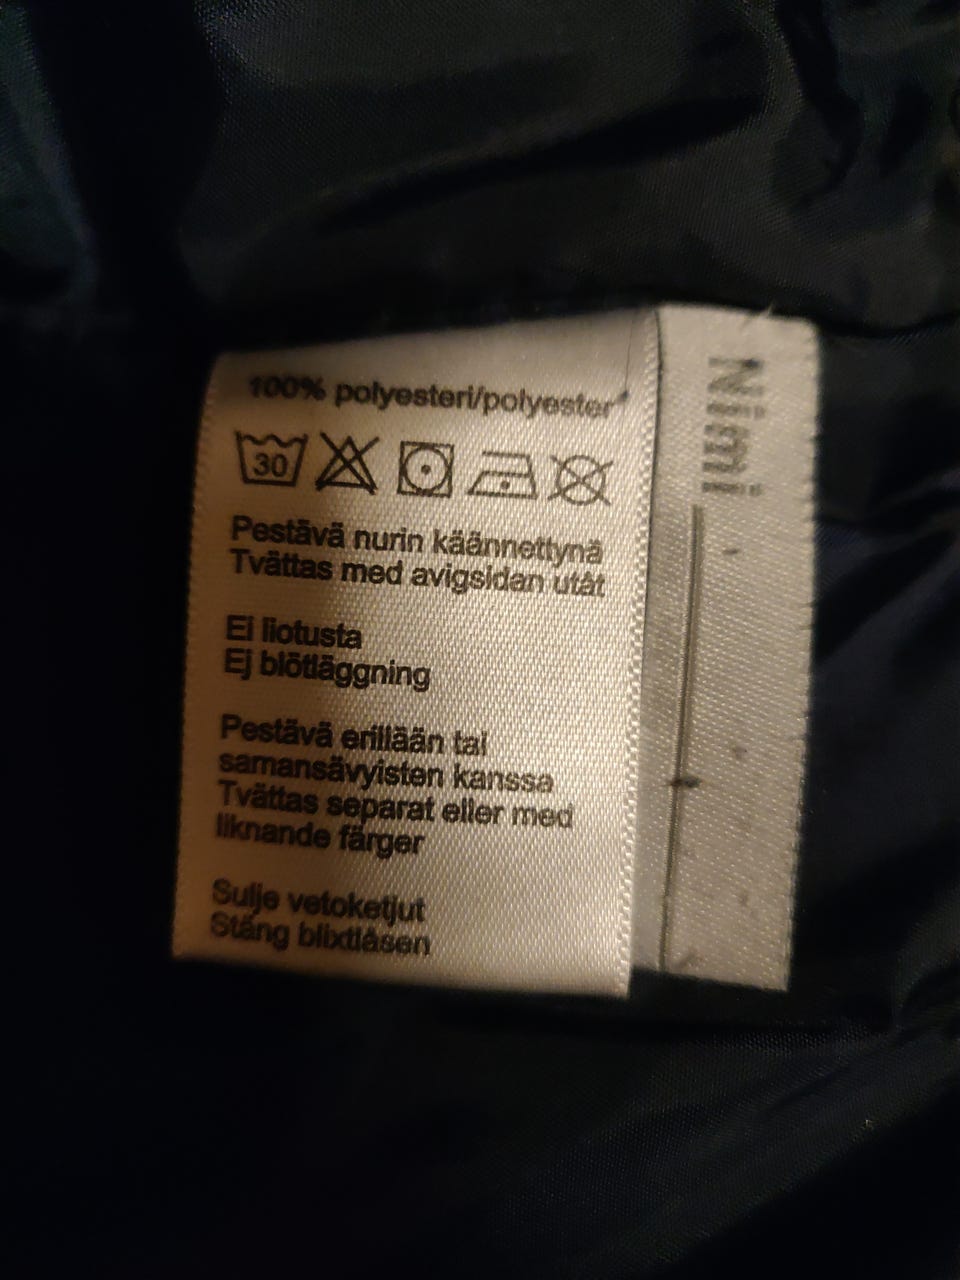 100% polyesteri/polyester
30
Pestävä nurin käännettynä
Tvättas med avigsidan utåt
Ei liotusta
Ej blötläggning
Pestävä erillään tai
samansävyisten kanssa
Tvättas separat eller med
liknande färger
Sulje vetoketjut
Stäng blixtlåsen
Nimi